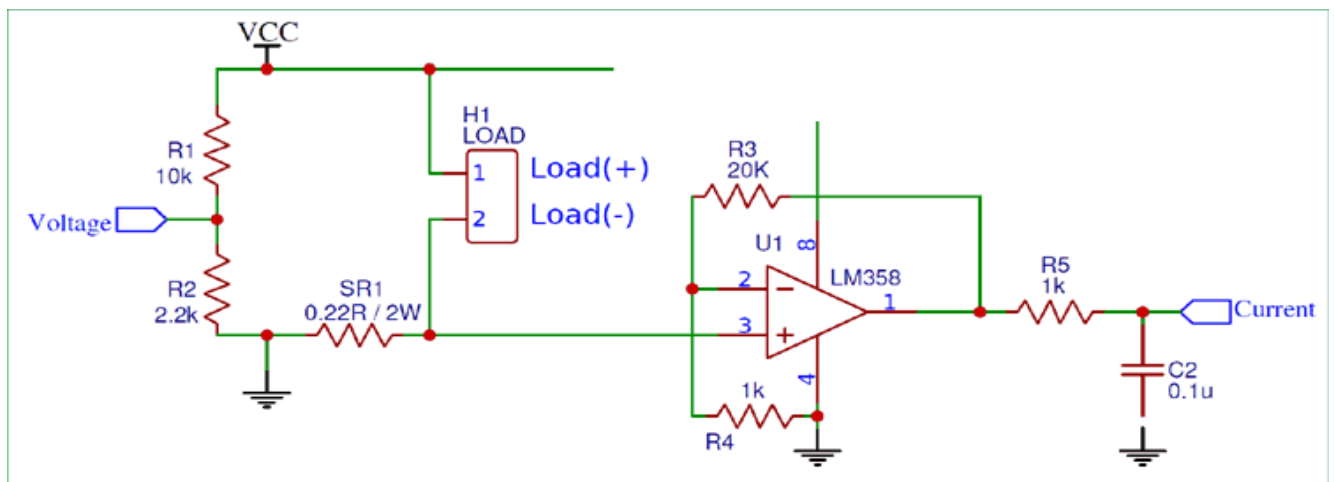 VCC
H1
LOAD
1
Load(+)
2
Load(-)
R1
10k
Voltage
R2
2.2k
SR1
0.22R / 2W
R3
20K
U1
8
LM358
2
3
1
4
1k
R4
R5
1k
Current
C2
0.1u